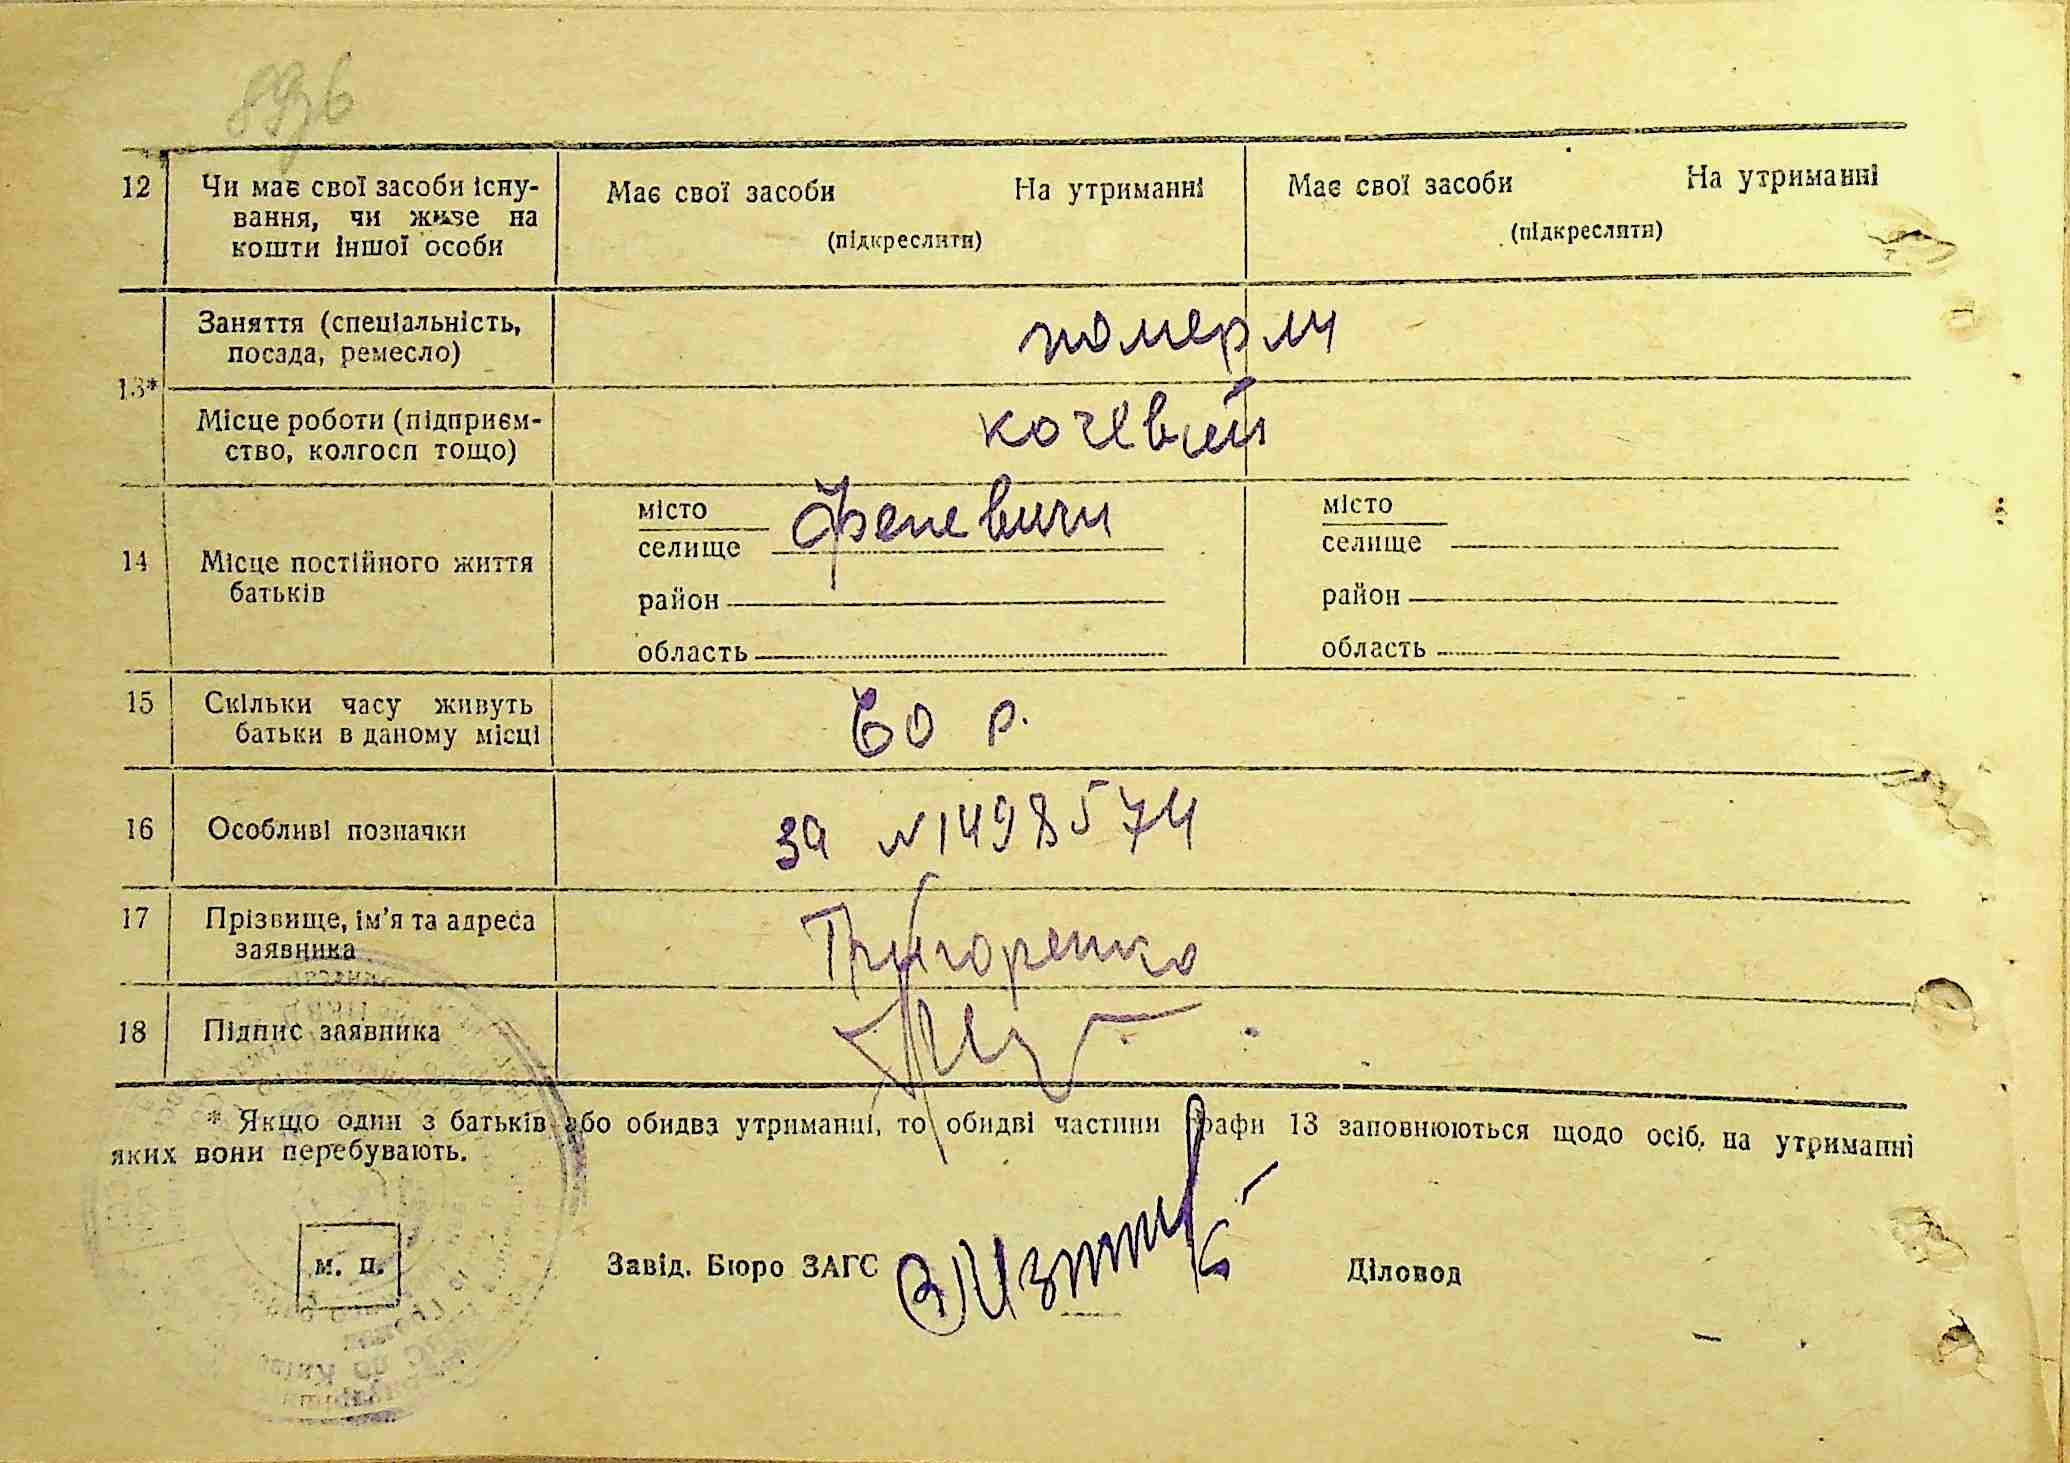 12 Чи має свої засоби існу-
вання, чи живе на
кошти іншої особи
Має свої засоби На утриманні
(підкреслити)
Має свої засоби На утриманні
(підкреслити)
13*
Заняття (спеціальність,
посада, ремесло)
померли
Місце роботи (підприєм-
ство, колгосп тощо)
кочевий
14 Місце постійного життя
батьків
місто
селище
район
область
місто
селище
район
область
15 Скільки часу живуть
батьки в даному місці
60 р.
16 Особливі позначки
за №1498574
17 Прізвище, ім'я та адреса
заявника
Григоренко
18 Підпис заявника
* Якщо один з батьків або обидва утриманці, то обидві частини графи 13 заповнюються щодо осіб, на утриманні
яких вони перебувають.
м. п.
Завід. Бюро ЗАГС
Діловод